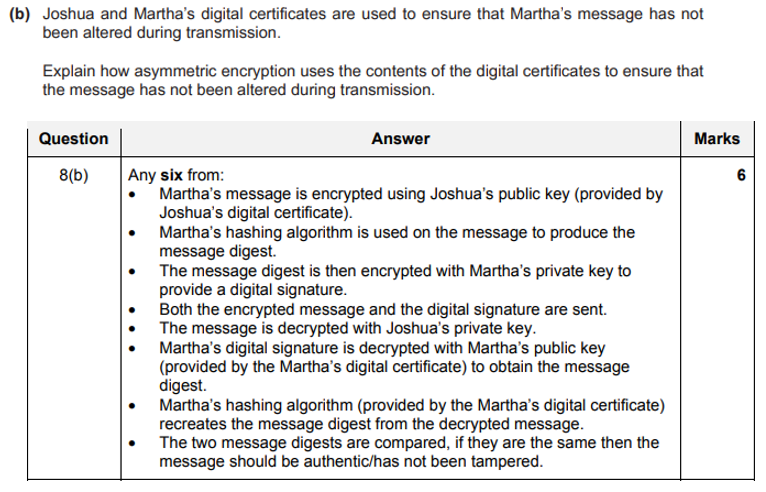 (b) Joshua and Martha's digital certificates are used to ensure that Martha's message has not
been altered during transmission.
Explain how asymmetric encryption uses the contents of the digital certificates to ensure that
the message has not been altered during transmission.
Question Answer Marks
8(b) Any six from: 6
• Martha's message is encrypted using Joshua's public key (provided by
Joshua's digital certificate).
• Martha's hashing algorithm is used on the message to produce the
message digest.
• The message digest is then encrypted with Martha's private key to
provide a digital signature.
• Both the encrypted message and the digital signature are sent.
• The message is decrypted with Joshua's private key.
• Martha's digital signature is decrypted with Martha's public key
(provided by the Martha's digital certificate) to obtain the message
digest.
• Martha's hashing algorithm (provided by the Martha's digital certificate)
recreates the message digest from the decrypted message.
• The two message digests are compared, if they are the same then the
message should be authentic/has not been tampered.